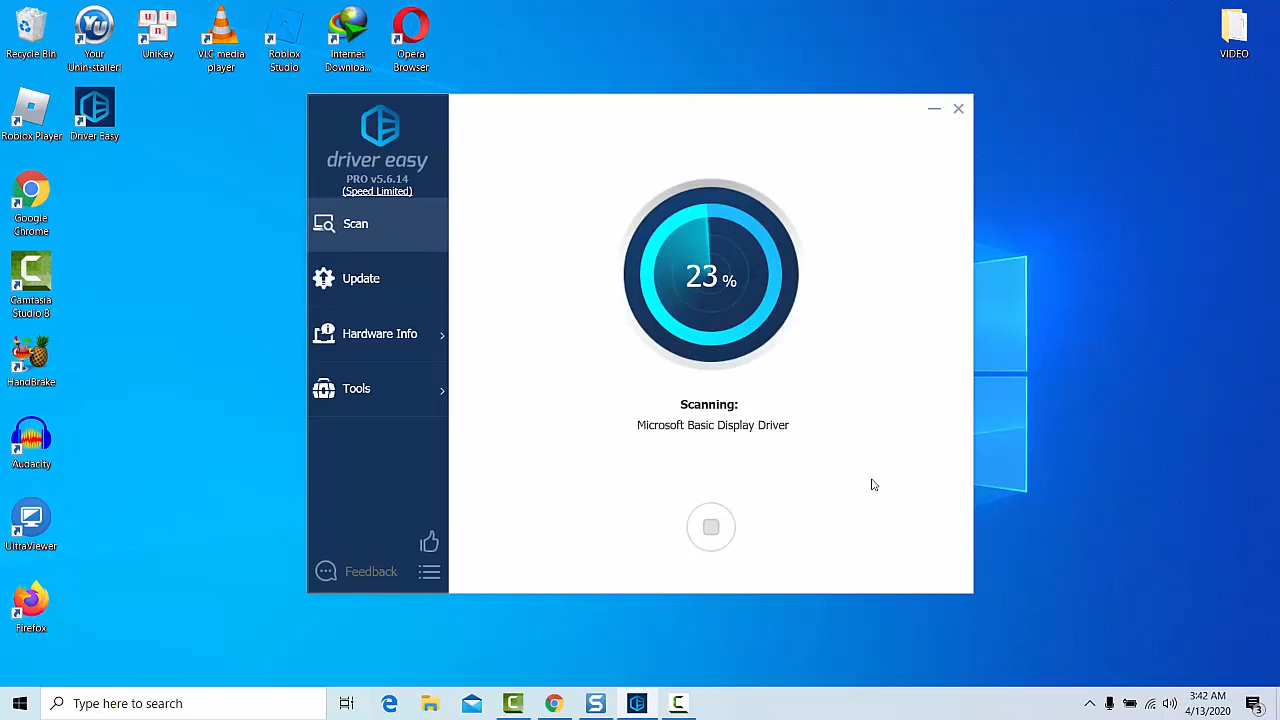 Recycle Bin
Your
Unin-staller!
UniKey
VLC media
player
Roblox
Studio
Internet
Downloa...
Opera
Browser
VIDEO
Roblox Player
Driver Easy
Google
Chrome
Camtasia
Studio 8
HandBrake
Audacity
UltraViewer
Firefox
driver easy
PRO v5.6.14
(Speed Limited)
Scan
Update
Hardware Info
Tools
Feedback
23 %
Scanning:
Microsoft Basic Display Driver
Type here to search
3:42 AM
4/13/2020
3